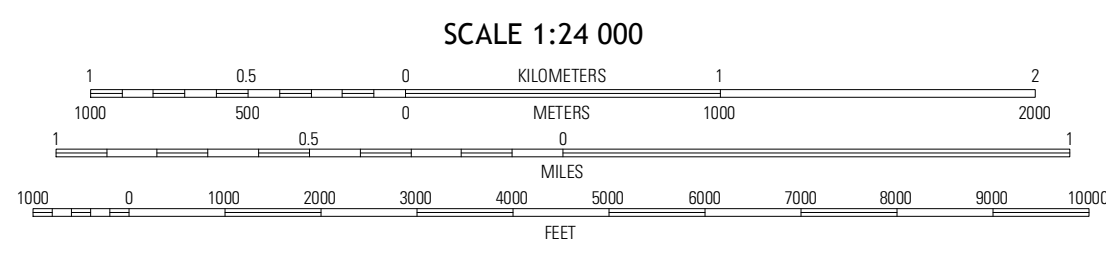 SCALE 1:24 000
1 0.5 0 KILOMETERS 1 2
1000 500 0 METERS 1000 2000
1 0.5 0 1
MILES
1000 0 1000 2000 3000 4000 5000 6000 7000 8000 9000 10000
FEET